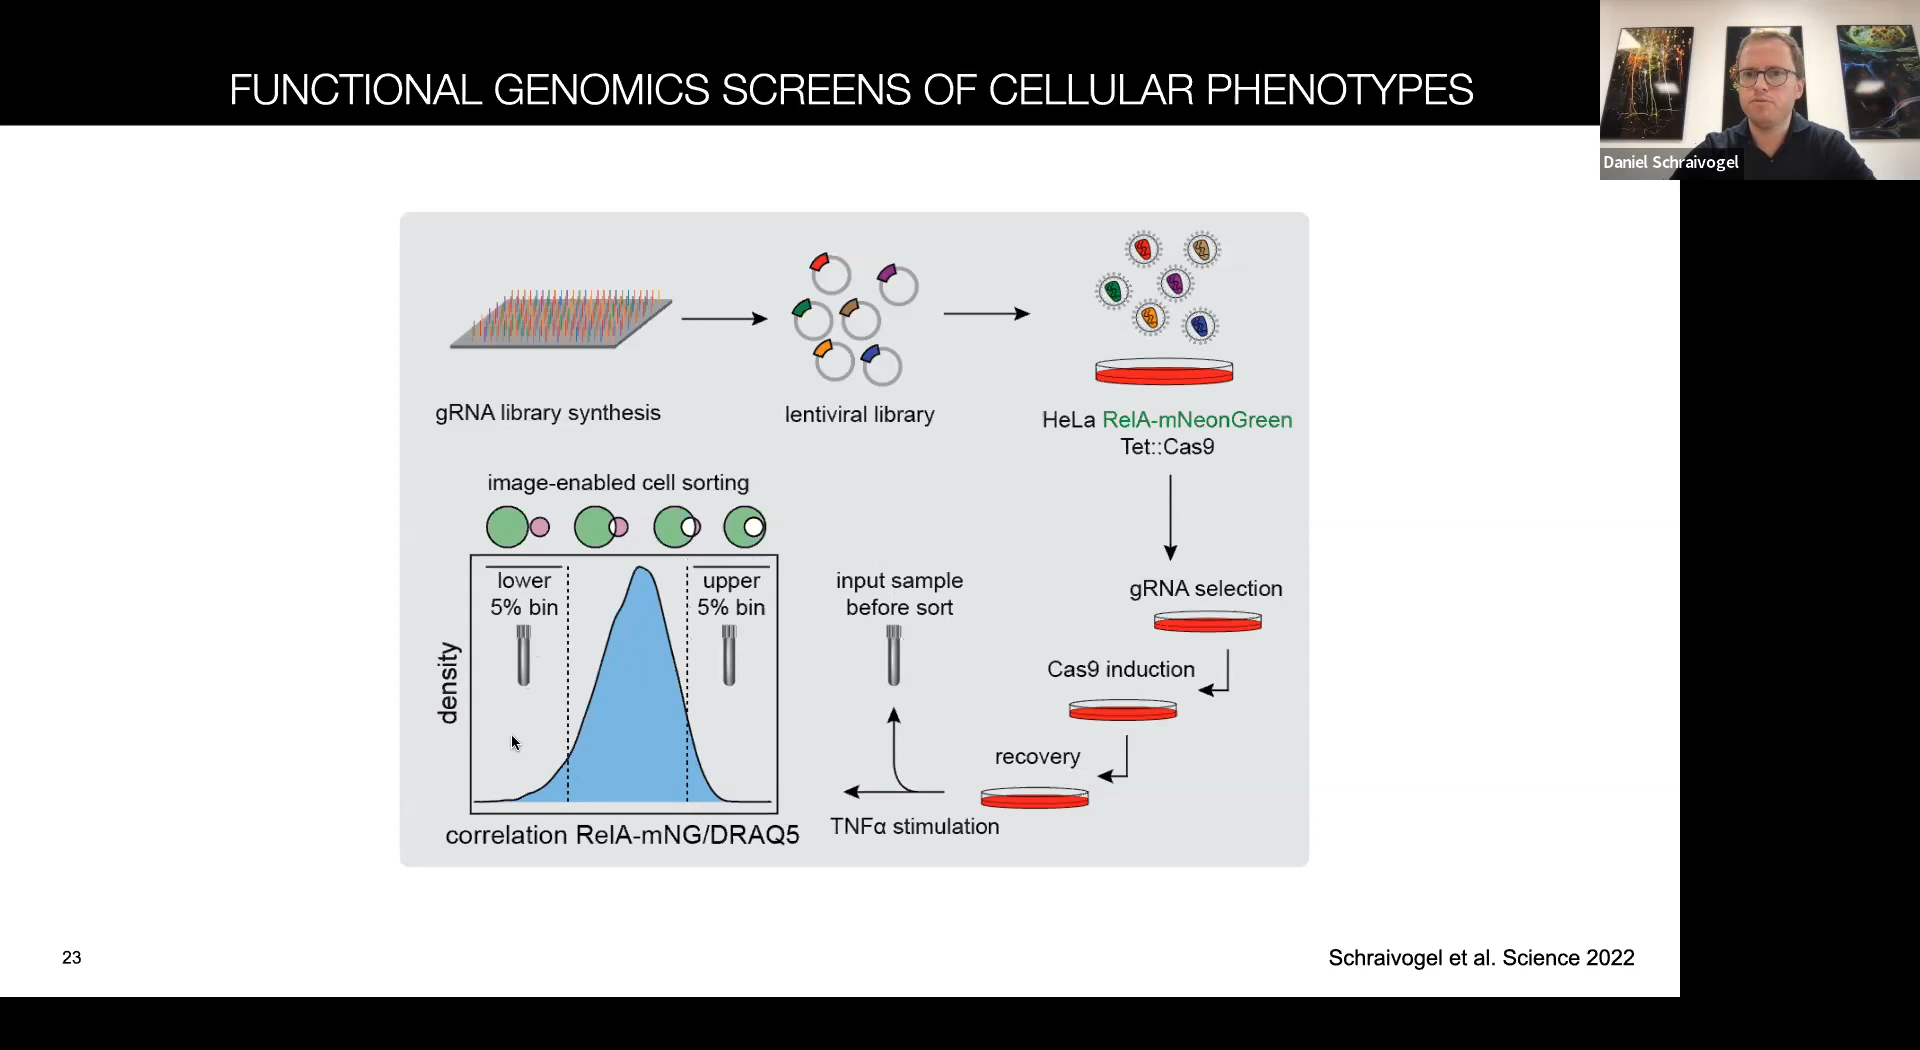 FUNCTIONAL GENOMICS SCREENS OF CELLULAR PHENOTYPES
Daniel Schraivogel
gRNA library synthesis
lentiviral library
HeLa RelA-mNeonGreen
Tet::Cas9
gRNA selection
Cas9 induction
recovery
TNFα stimulation
input sample
before sort
image-enabled cell sorting
lower
5% bin
upper
5% bin
density
correlation RelA-mNG/DRAQ5
23
Schraivogel et al. Science 2022